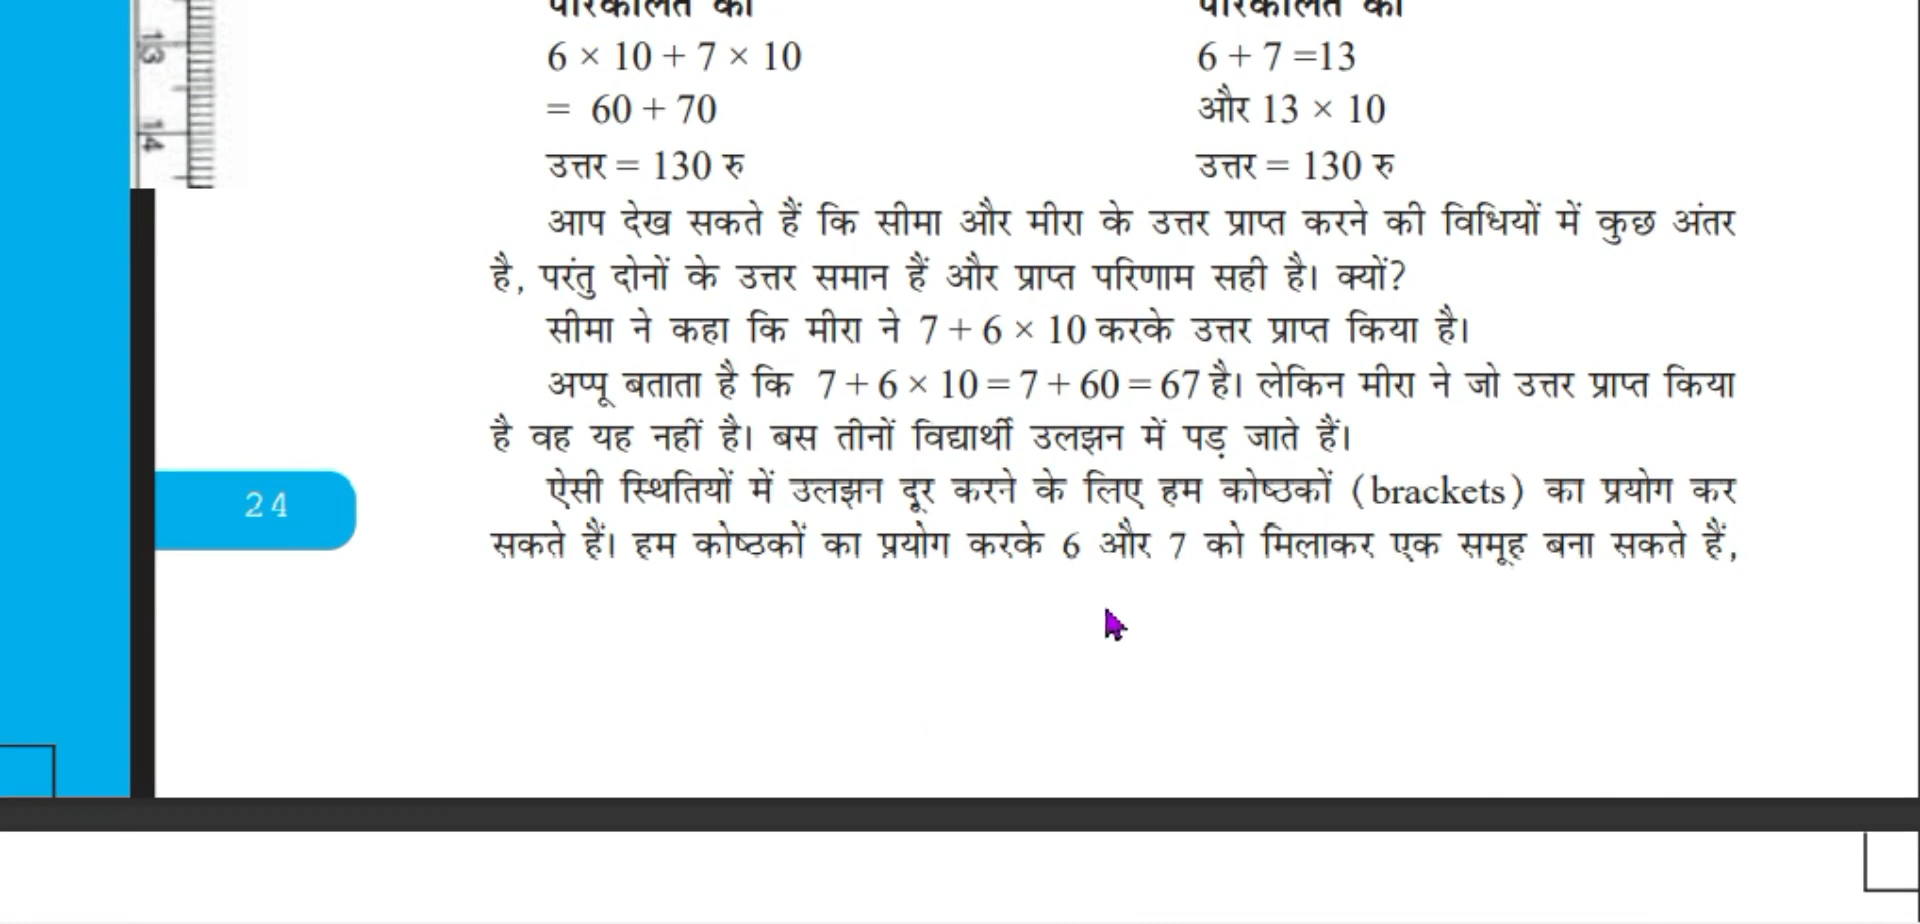 13
14
6 × 10 + 7 × 10
= 60 + 70
उत्तर = 130 रु
6 + 7 =13
और 13 × 10
उत्तर = 130 रु
आप देख सकते हैं कि सीमा और मीरा के उत्तर प्राप्त करने की विधियों में कुछ अंतर
है, परंतु दोनों के उत्तर समान हैं और प्राप्त परिणाम सही है। क्यों?
सीमा ने कहा कि मीरा ने 7 + 6 × 10 करके उत्तर प्राप्त किया है।
अप्पू बताता है कि 7 + 6 × 10 = 7 + 60 = 67 है। लेकिन मीरा ने जो उत्तर प्राप्त किया
है वह यह नहीं है। बस तीनों विद्यार्थी उलझन में पड़ जाते हैं।
ऐसी स्थितियों में उलझन दूर करने के लिए हम कोष्ठकों (brackets) का प्रयोग कर
सकते हैं। हम कोष्ठकों का प्रयोग करके 6 और 7 को मिलाकर एक समूह बना सकते हैं,
24